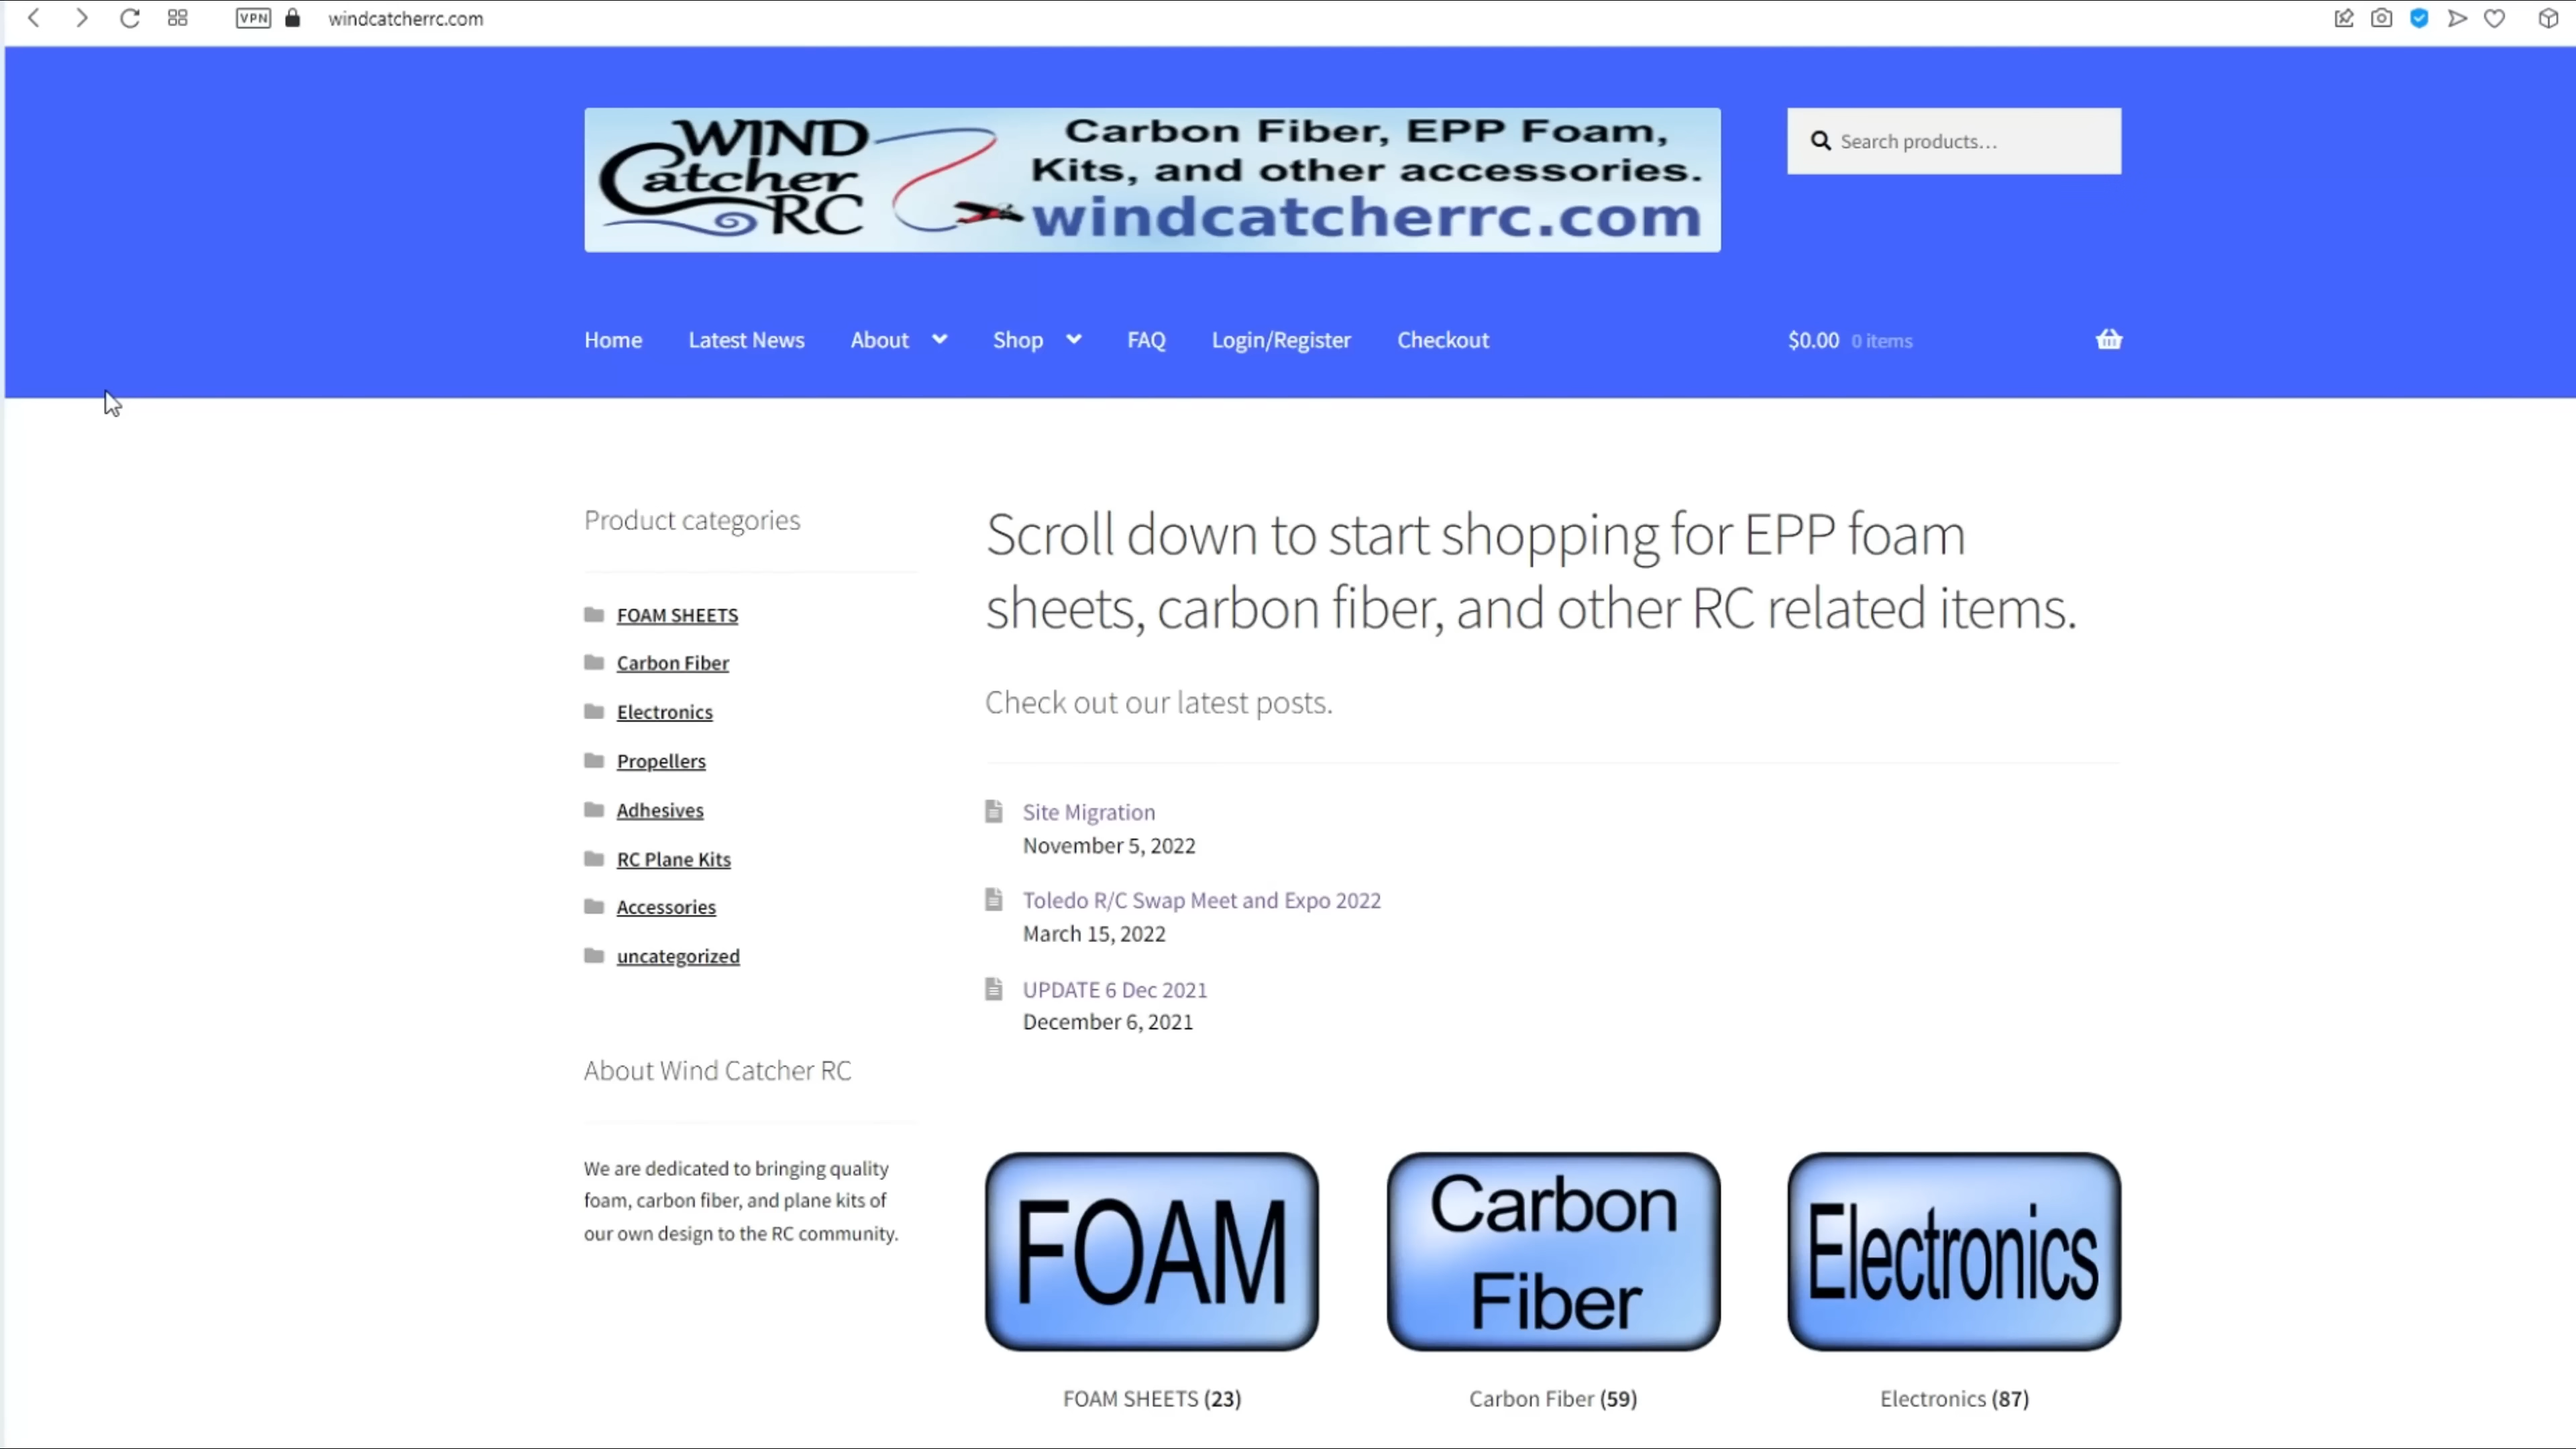 VPN windcatcherrc.com
WIND Catcher RC
Carbon Fiber, EPP Foam,
Kits, and other accessories.
windcatcherrc.com
Search products…
Home Latest News About Shop FAQ Login/Register Checkout $0.00 0 items
Product categories
FOAM SHEETS
Carbon Fiber
Electronics
Propellers
Adhesives
RC Plane Kits
Accessories
uncategorized
About Wind Catcher RC
We are dedicated to bringing quality
foam, carbon fiber, and plane kits of
our own design to the RC community.
Scroll down to start shopping for EPP foam
sheets, carbon fiber, and other RC related items.
Check out our latest posts.
Site Migration
November 5, 2022
Toledo R/C Swap Meet and Expo 2022
March 15, 2022
UPDATE 6 Dec 2021
December 6, 2021
FOAM
Carbon
Fiber
Electronics
FOAM SHEETS (23) Carbon Fiber (59) Electronics (87)